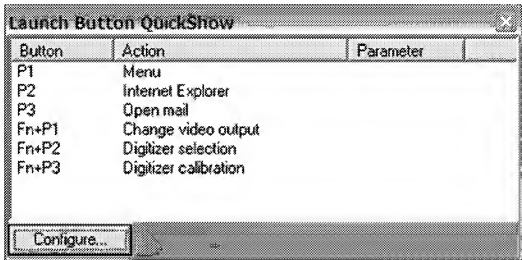 Launch Button QuickShow
Button Action Parameter
P1 Menu
P2 Internet Explorer
P3 Open mail
Fn+P1 Change video output
Fn+P2 Digitizer selection
Fn+P3 Digitizer calibration
Configure...